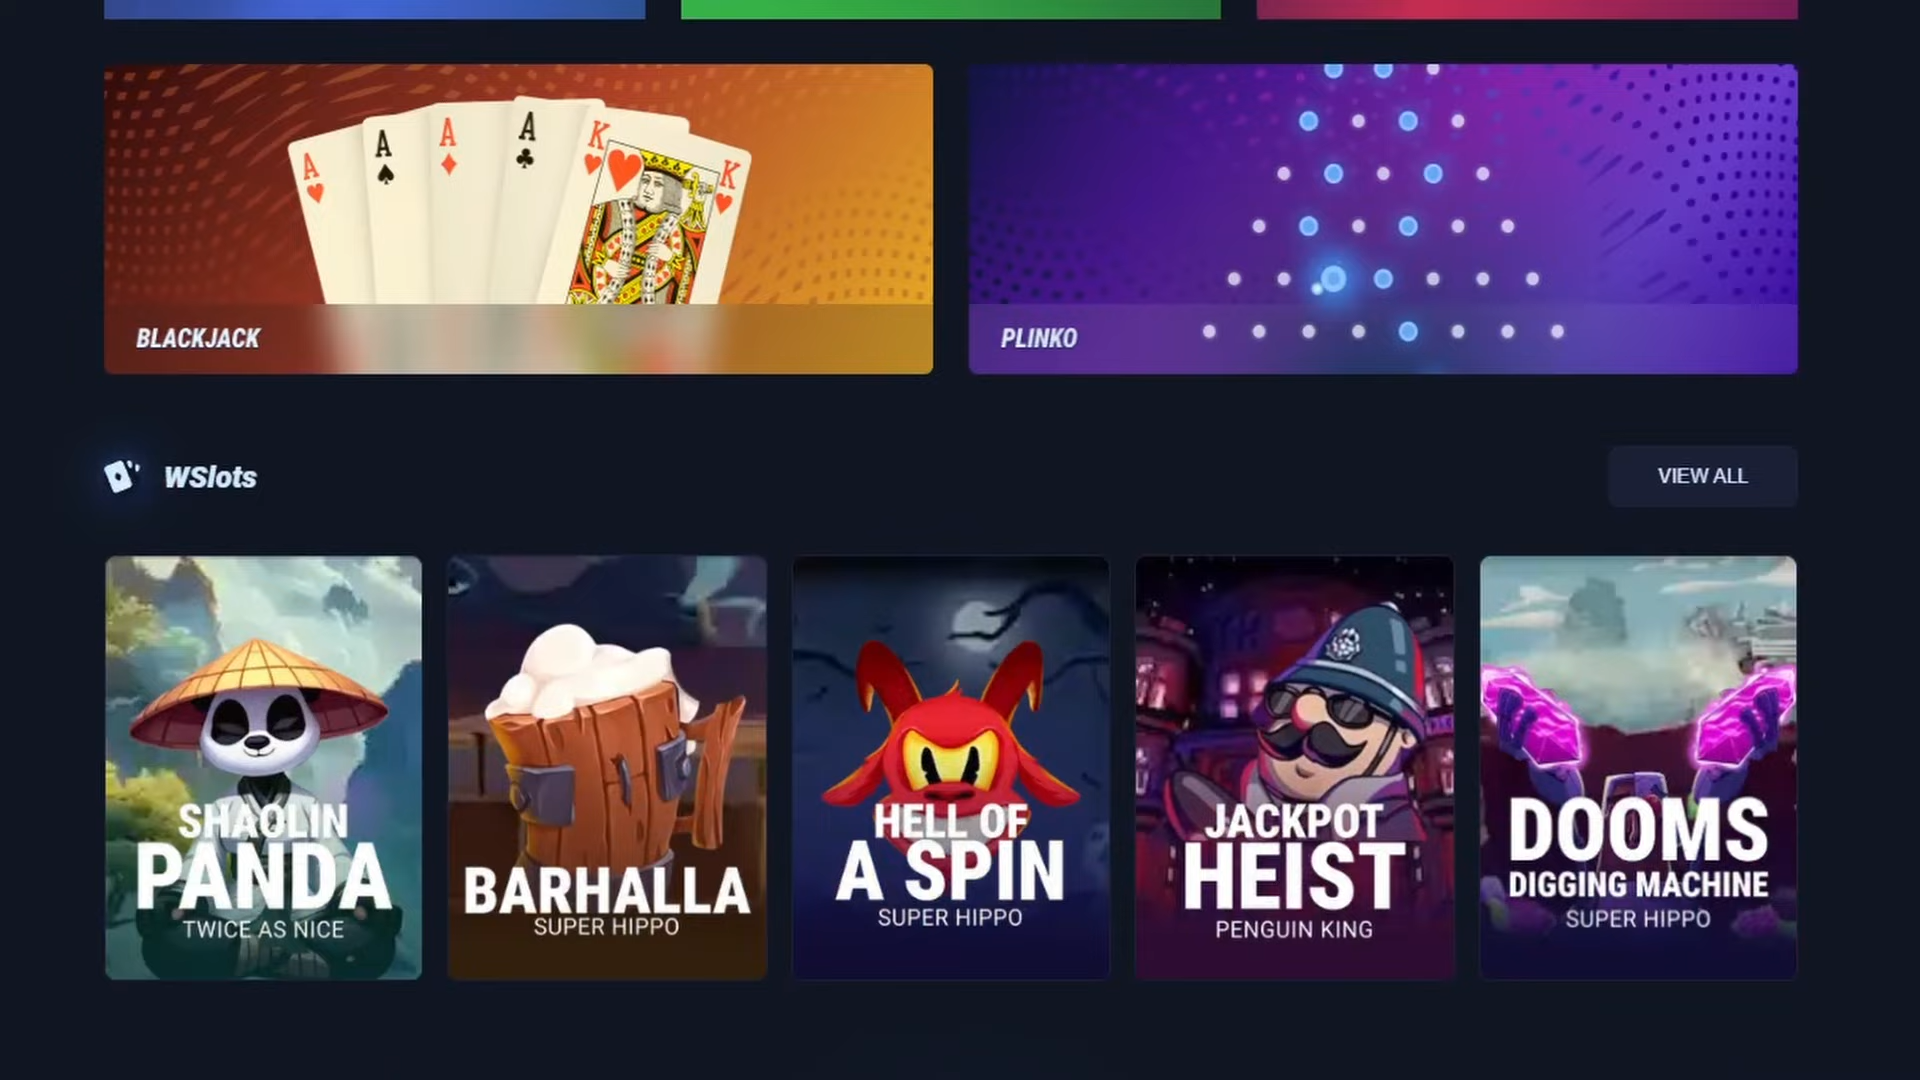 A
A
A
A
K
K
BLACKJACK
PLINKO
WSlots
VIEW ALL
SHAOLIN
PANDA
TWICE AS NICE
BARHALLA
SUPER HIPPO
HELL OF
A SPIN
SUPER HIPPO
JACKPOT
HEIST
PENGUIN KING
DOOMS
DIGGING MACHINE
SUPER HIPPO